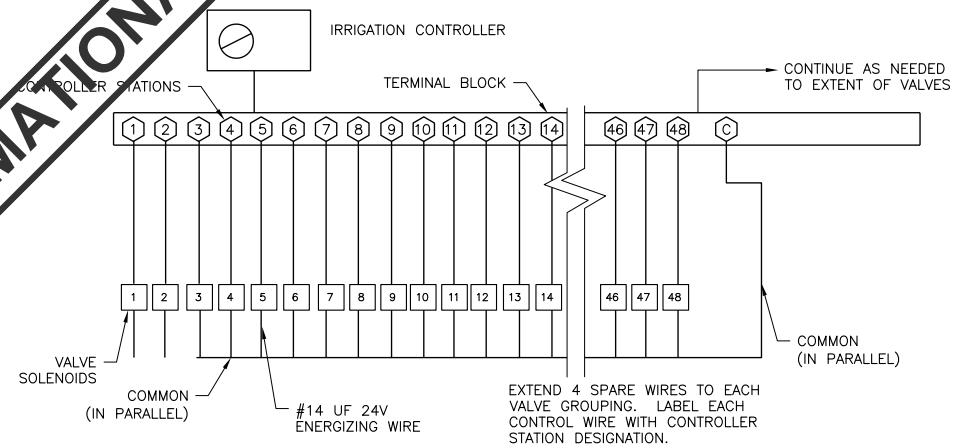 MATIONA
IRRIGATION CONTROLLER
CONTROLLER STATIONS
TERMINAL BLOCK
CONTINUE AS NEEDED
TO EXTENT OF VALVES
1 2 3 4 5 6 7 8 9 10 11 12 13 14 46 47 48 C
1 2 3 4 5 6 7 8 9 10 11 12 13 14 46 47 48
VALVE
SOLENOIDS
COMMON
(IN PARALLEL)
#14 UF 24V
ENERGIZING WIRE
EXTEND 4 SPARE WIRES TO EACH
VALVE GROUPING. LABEL EACH
CONTROL WIRE WITH CONTROLLER
STATION DESIGNATION.
COMMON
(IN PARALLEL)